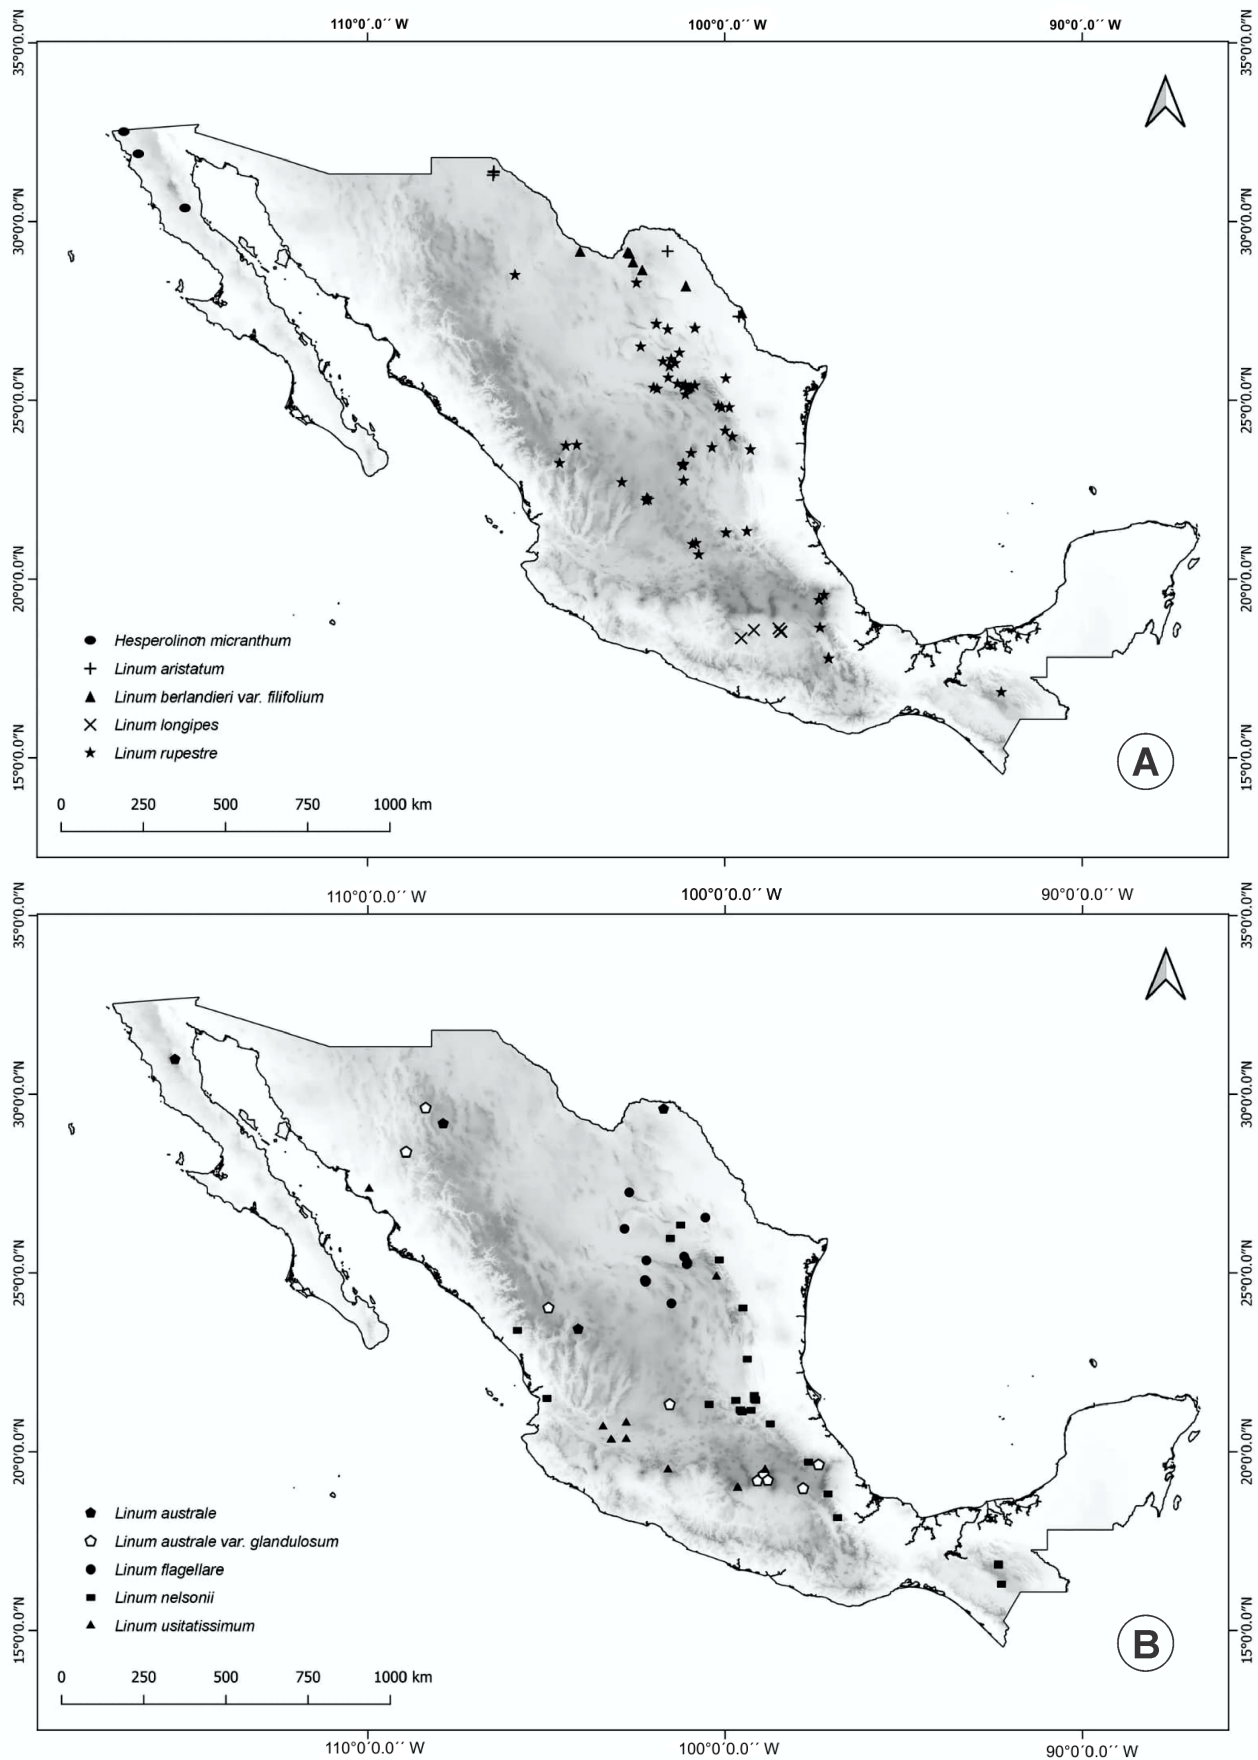 110°0'0.0´´ W 100°0'0.0´´ W 90°0'0.0´´ W
35°0'0.0"N 35°0'0.0"N
30°0'0.0"N 30°0'0.0"N
25°0'0.0"N 25°0'0.0"N
20°0'0.0"N 20°0'0.0"N
Hesperolinon micranthum
Linum aristatum
Linum berlandieri var. filifolium
Linum longipes
Linum rupestre
15°0'0.0"N 15°0'0.0"N
A
0 250 500 750 1000 km
110°0'0.0´´ W 100°0'0.0´´ W 90°0'0.0´´ W
35°0'0.0"N 35°0'0.0"N
30°0'0.0"N 30°0'0.0"N
25°0'0.0"N 25°0'0.0"N
20°0'0.0"N 20°0'0.0"N
Linum australe
Linum australe var. glandulosum
Linum flagellare
Linum nelsonii
Linum usitatissimum
15°0'0.0"N 15°0'0.0"N
B
0 250 500 750 1000 km
110°0'0.0´´ W 100°0'0.0´´ W 90°0'0.0´´ W